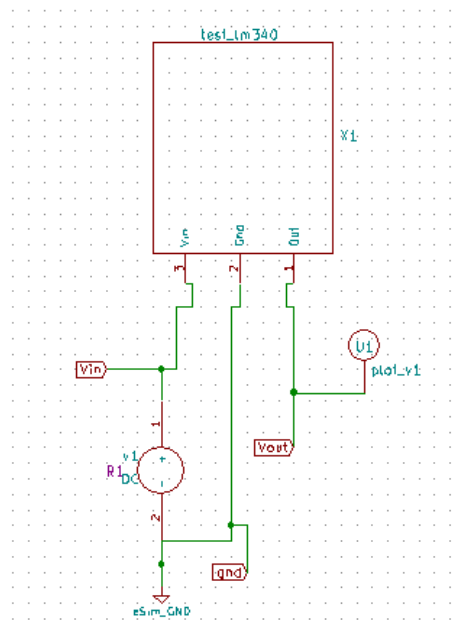 test_lm340
X1
Vin
Gnd
Out
3
2
1
U1
plot_v1
Vin
Vout
1
v1
R1
DC
+
-
2
gnd
eSim_GND